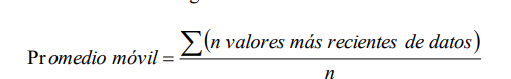 Promedio móvil = ∑(n valores más recientes de datos)
n